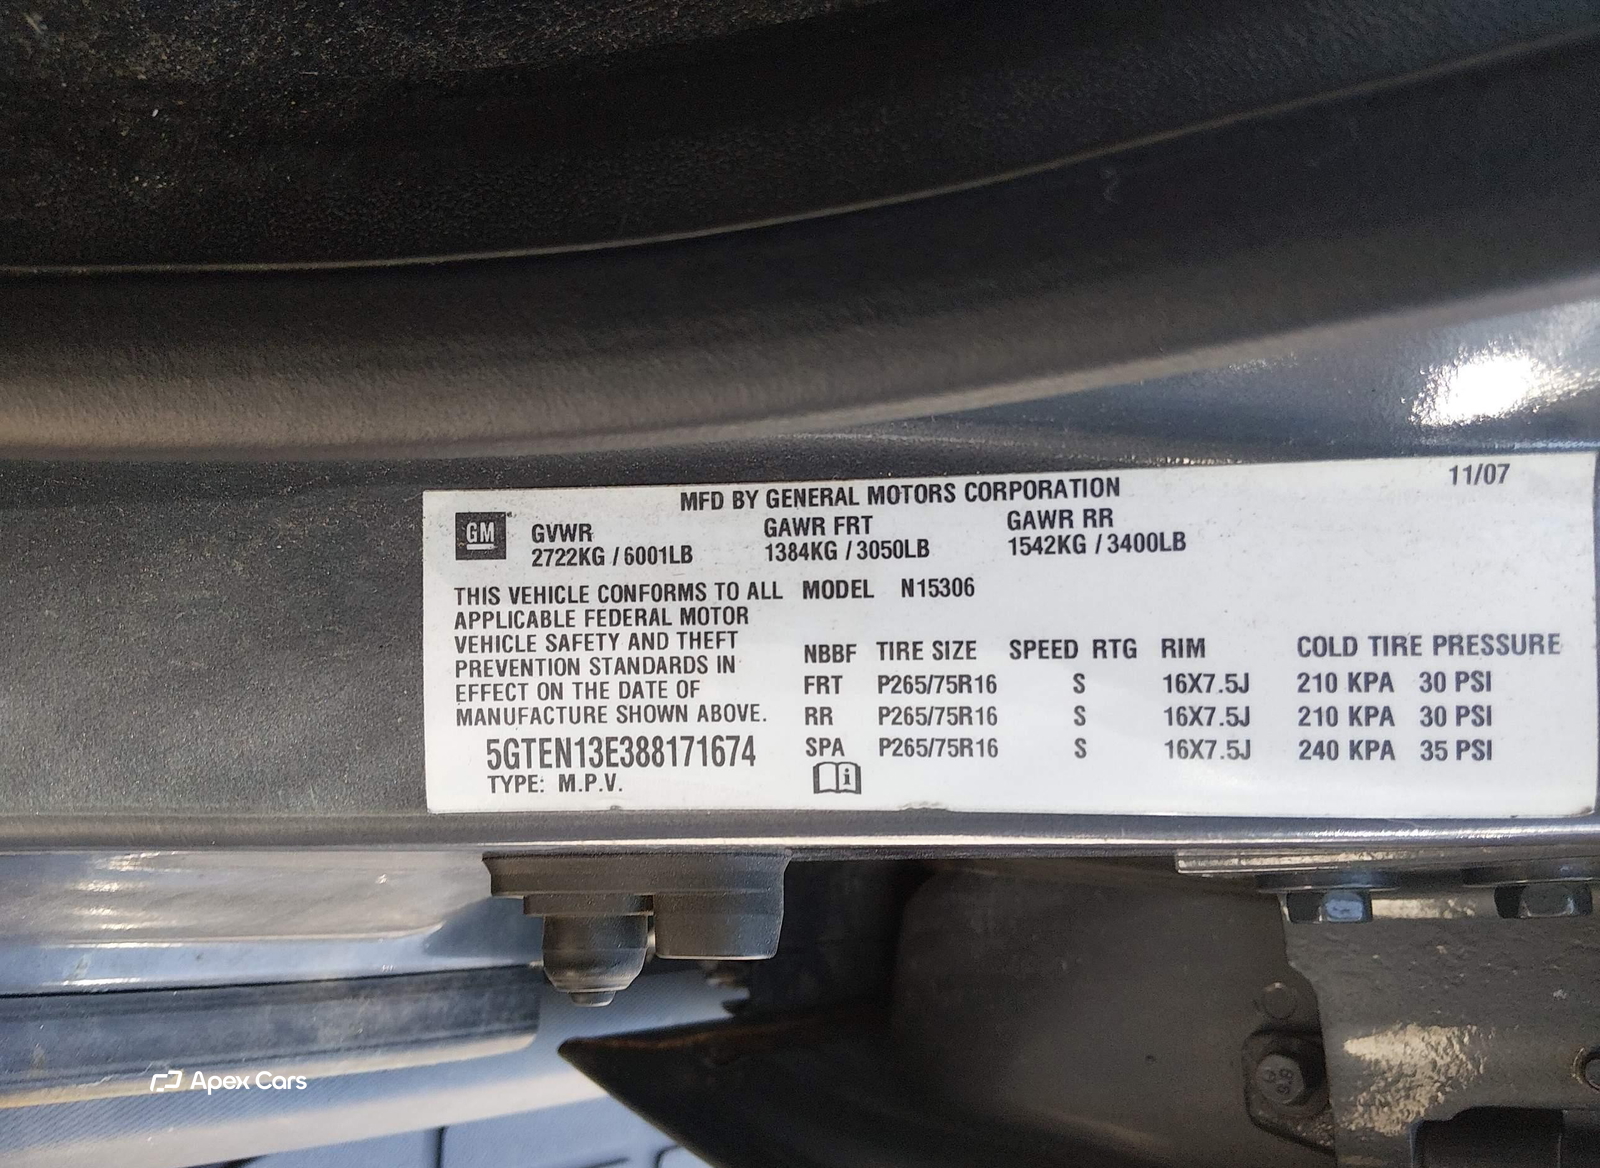 MFD BY GENERAL MOTORS CORPORATION 11/07
GM
GVWR GAWR FRT GAWR RR
2722KG / 6001LB 1384KG / 3050LB 1542KG / 3400LB
THIS VEHICLE CONFORMS TO ALL
APPLICABLE FEDERAL MOTOR
VEHICLE SAFETY AND THEFT
PREVENTION STANDARDS IN
EFFECT ON THE DATE OF
MANUFACTURE SHOWN ABOVE.
5GTEN13E388171674
TYPE: M.P.V.
MODEL N15306
NBBF TIRE SIZE SPEED RTG RIM COLD TIRE PRESSURE
FRT P265/75R16 S 16X7.5J 210 KPA 30 PSI
RR P265/75R16 S 16X7.5J 210 KPA 30 PSI
SPA P265/75R16 S 16X7.5J 240 KPA 35 PSI
i
8.8
Apex Cars